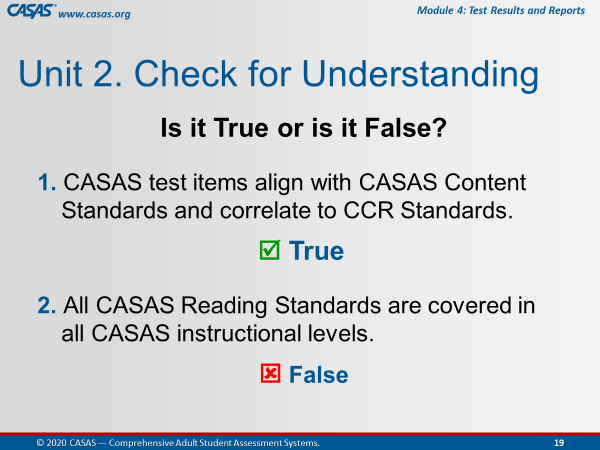 CASAS® www.casas.org
Module 4: Test Results and Reports
Unit 2. Check for Understanding
Is it True or is it False?
1. CASAS test items align with CASAS Content
Standards and correlate to CCR Standards.
☑ True
2. All CASAS Reading Standards are covered in
all CASAS instructional levels.
☒ False
© 2020 CASAS — Comprehensive Adult Student Assessment Systems.
19